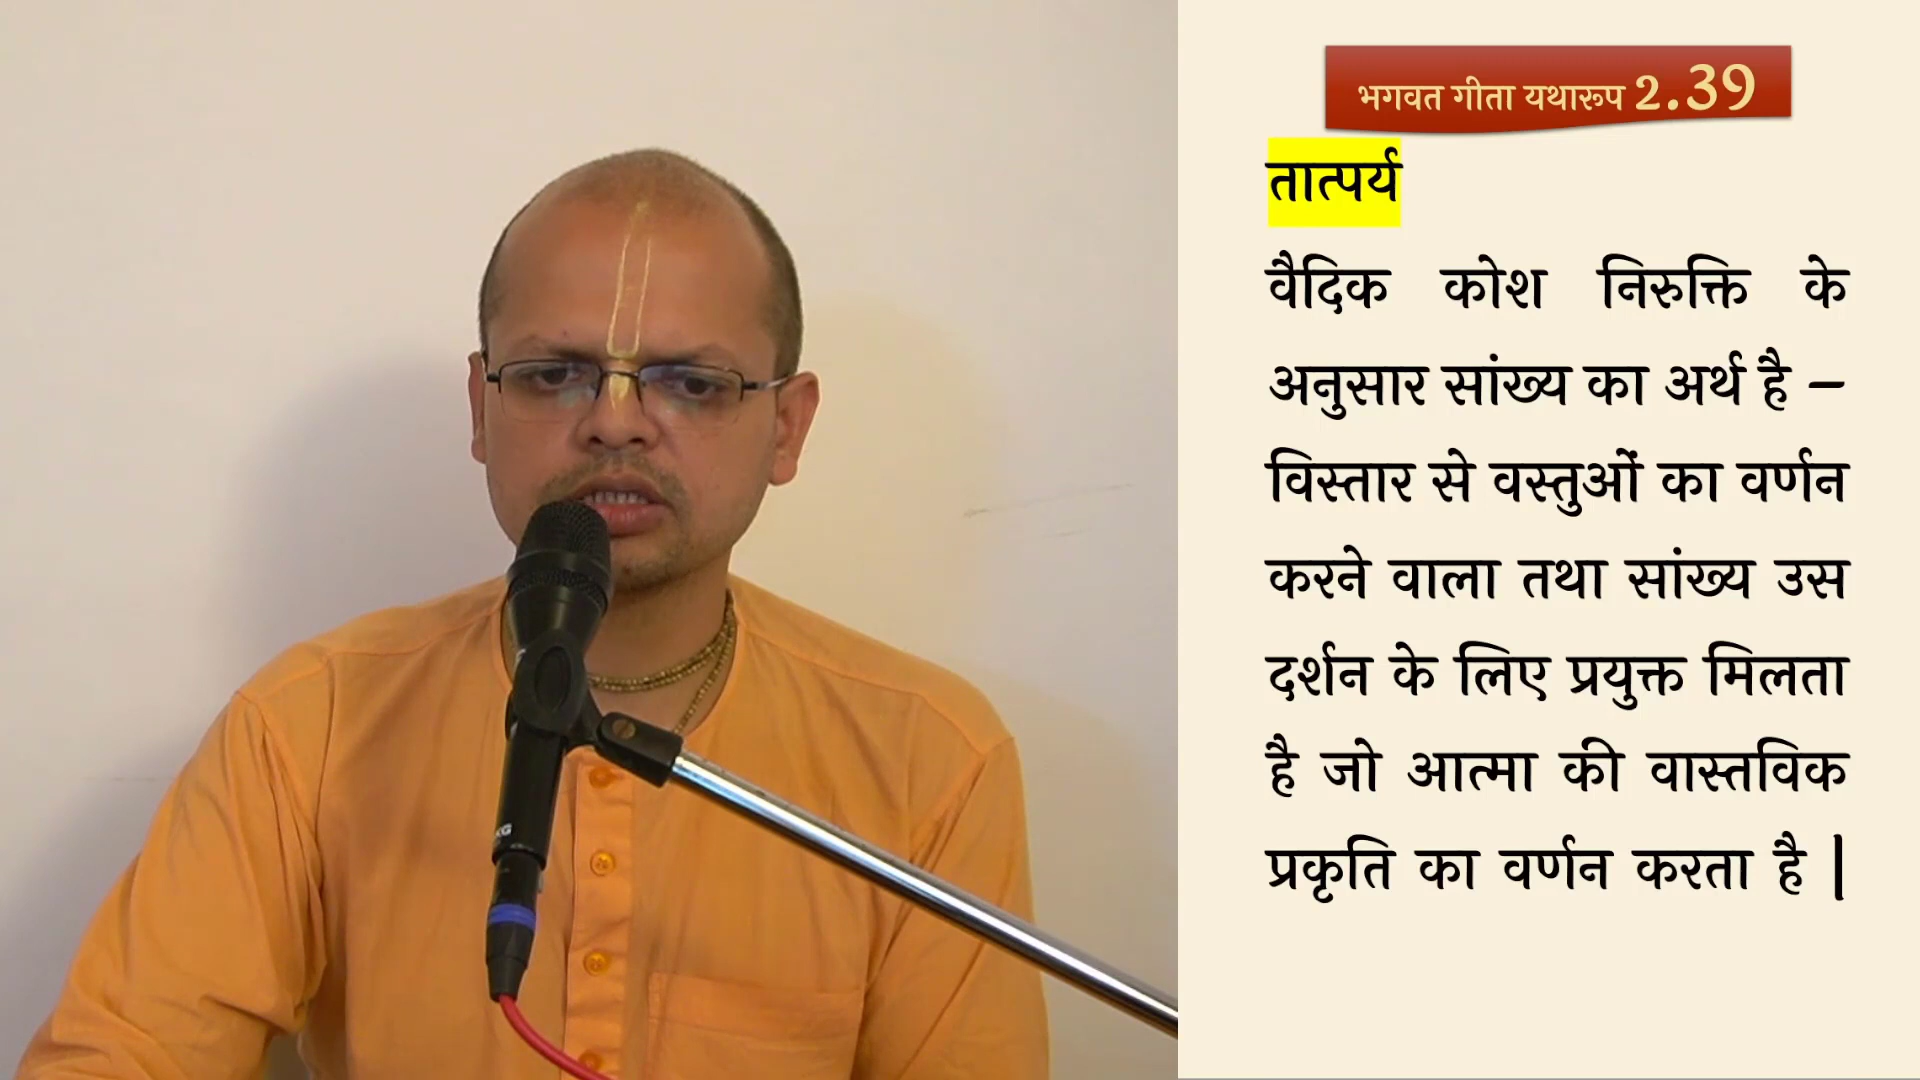 भगवत गीता यथारूप 2.39
तात्पर्य
वैदिक कोश निरुक्ति के
अनुसार सांख्य का अर्थ है –
विस्तार से वस्तुओं का वर्णन
करने वाला तथा सांख्य उस
दर्शन के लिए प्रयुक्त मिलता
है जो आत्मा की वास्तविक
प्रकृति का वर्णन करता है |